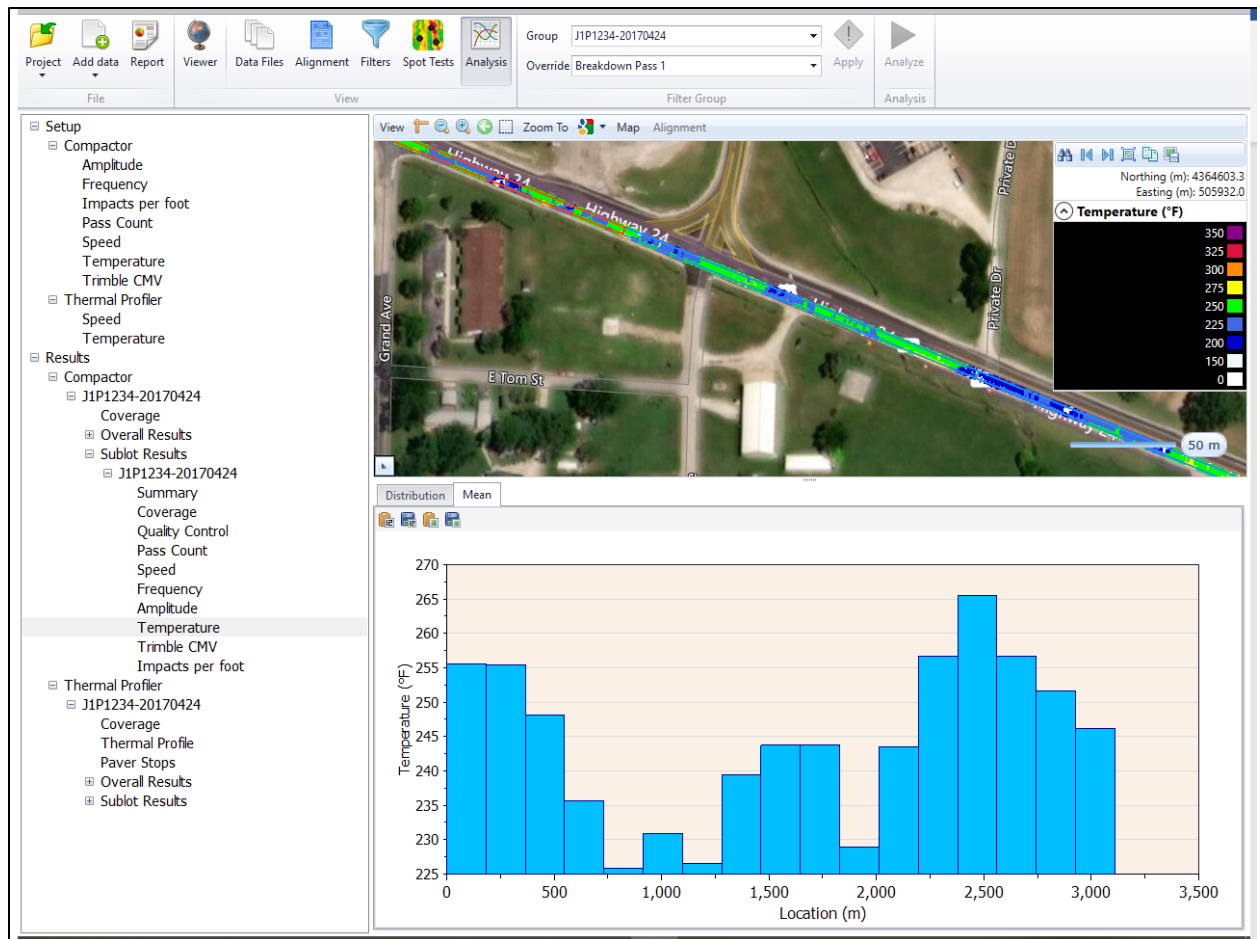 Project
Add data
Report
Viewer
Data Files
Alignment
Filters
Spot Tests
Analysis
Group
J1P1234-20170424
Override
Breakdown Pass 1
Apply
Analyze
File
View
Filter Group
Analysis
Setup
Compactor
Amplitude
Frequency
Impacts per foot
Pass Count
Speed
Temperature
Trimble CMV
Thermal Profiler
Speed
Temperature
Results
Compactor
J1P1234-20170424
Coverage
Overall Results
Sublot Results
J1P1234-20170424
Summary
Coverage
Quality Control
Pass Count
Speed
Frequency
Amplitude
Temperature
Trimble CMV
Impacts per foot
Thermal Profiler
J1P1234-20170424
Coverage
Thermal Profile
Paver Stops
Overall Results
Sublot Results
View
Zoom To
Map
Alignment
Highway 24
Highway 24
Highway 24
Highway 24
Private D
Private Dr
Grand Ave
E Tom St
Northing (m): 4364603.3
Easting (m): 505932.0
Temperature (°F)
350
325
300
275
250
225
200
150
0
50 m
Distribution
Mean
270
265
260
255
250
245
240
235
230
225
Temperature (°F)
0
500
1,000
1,500
2,000
2,500
3,000
3,500
Location (m)